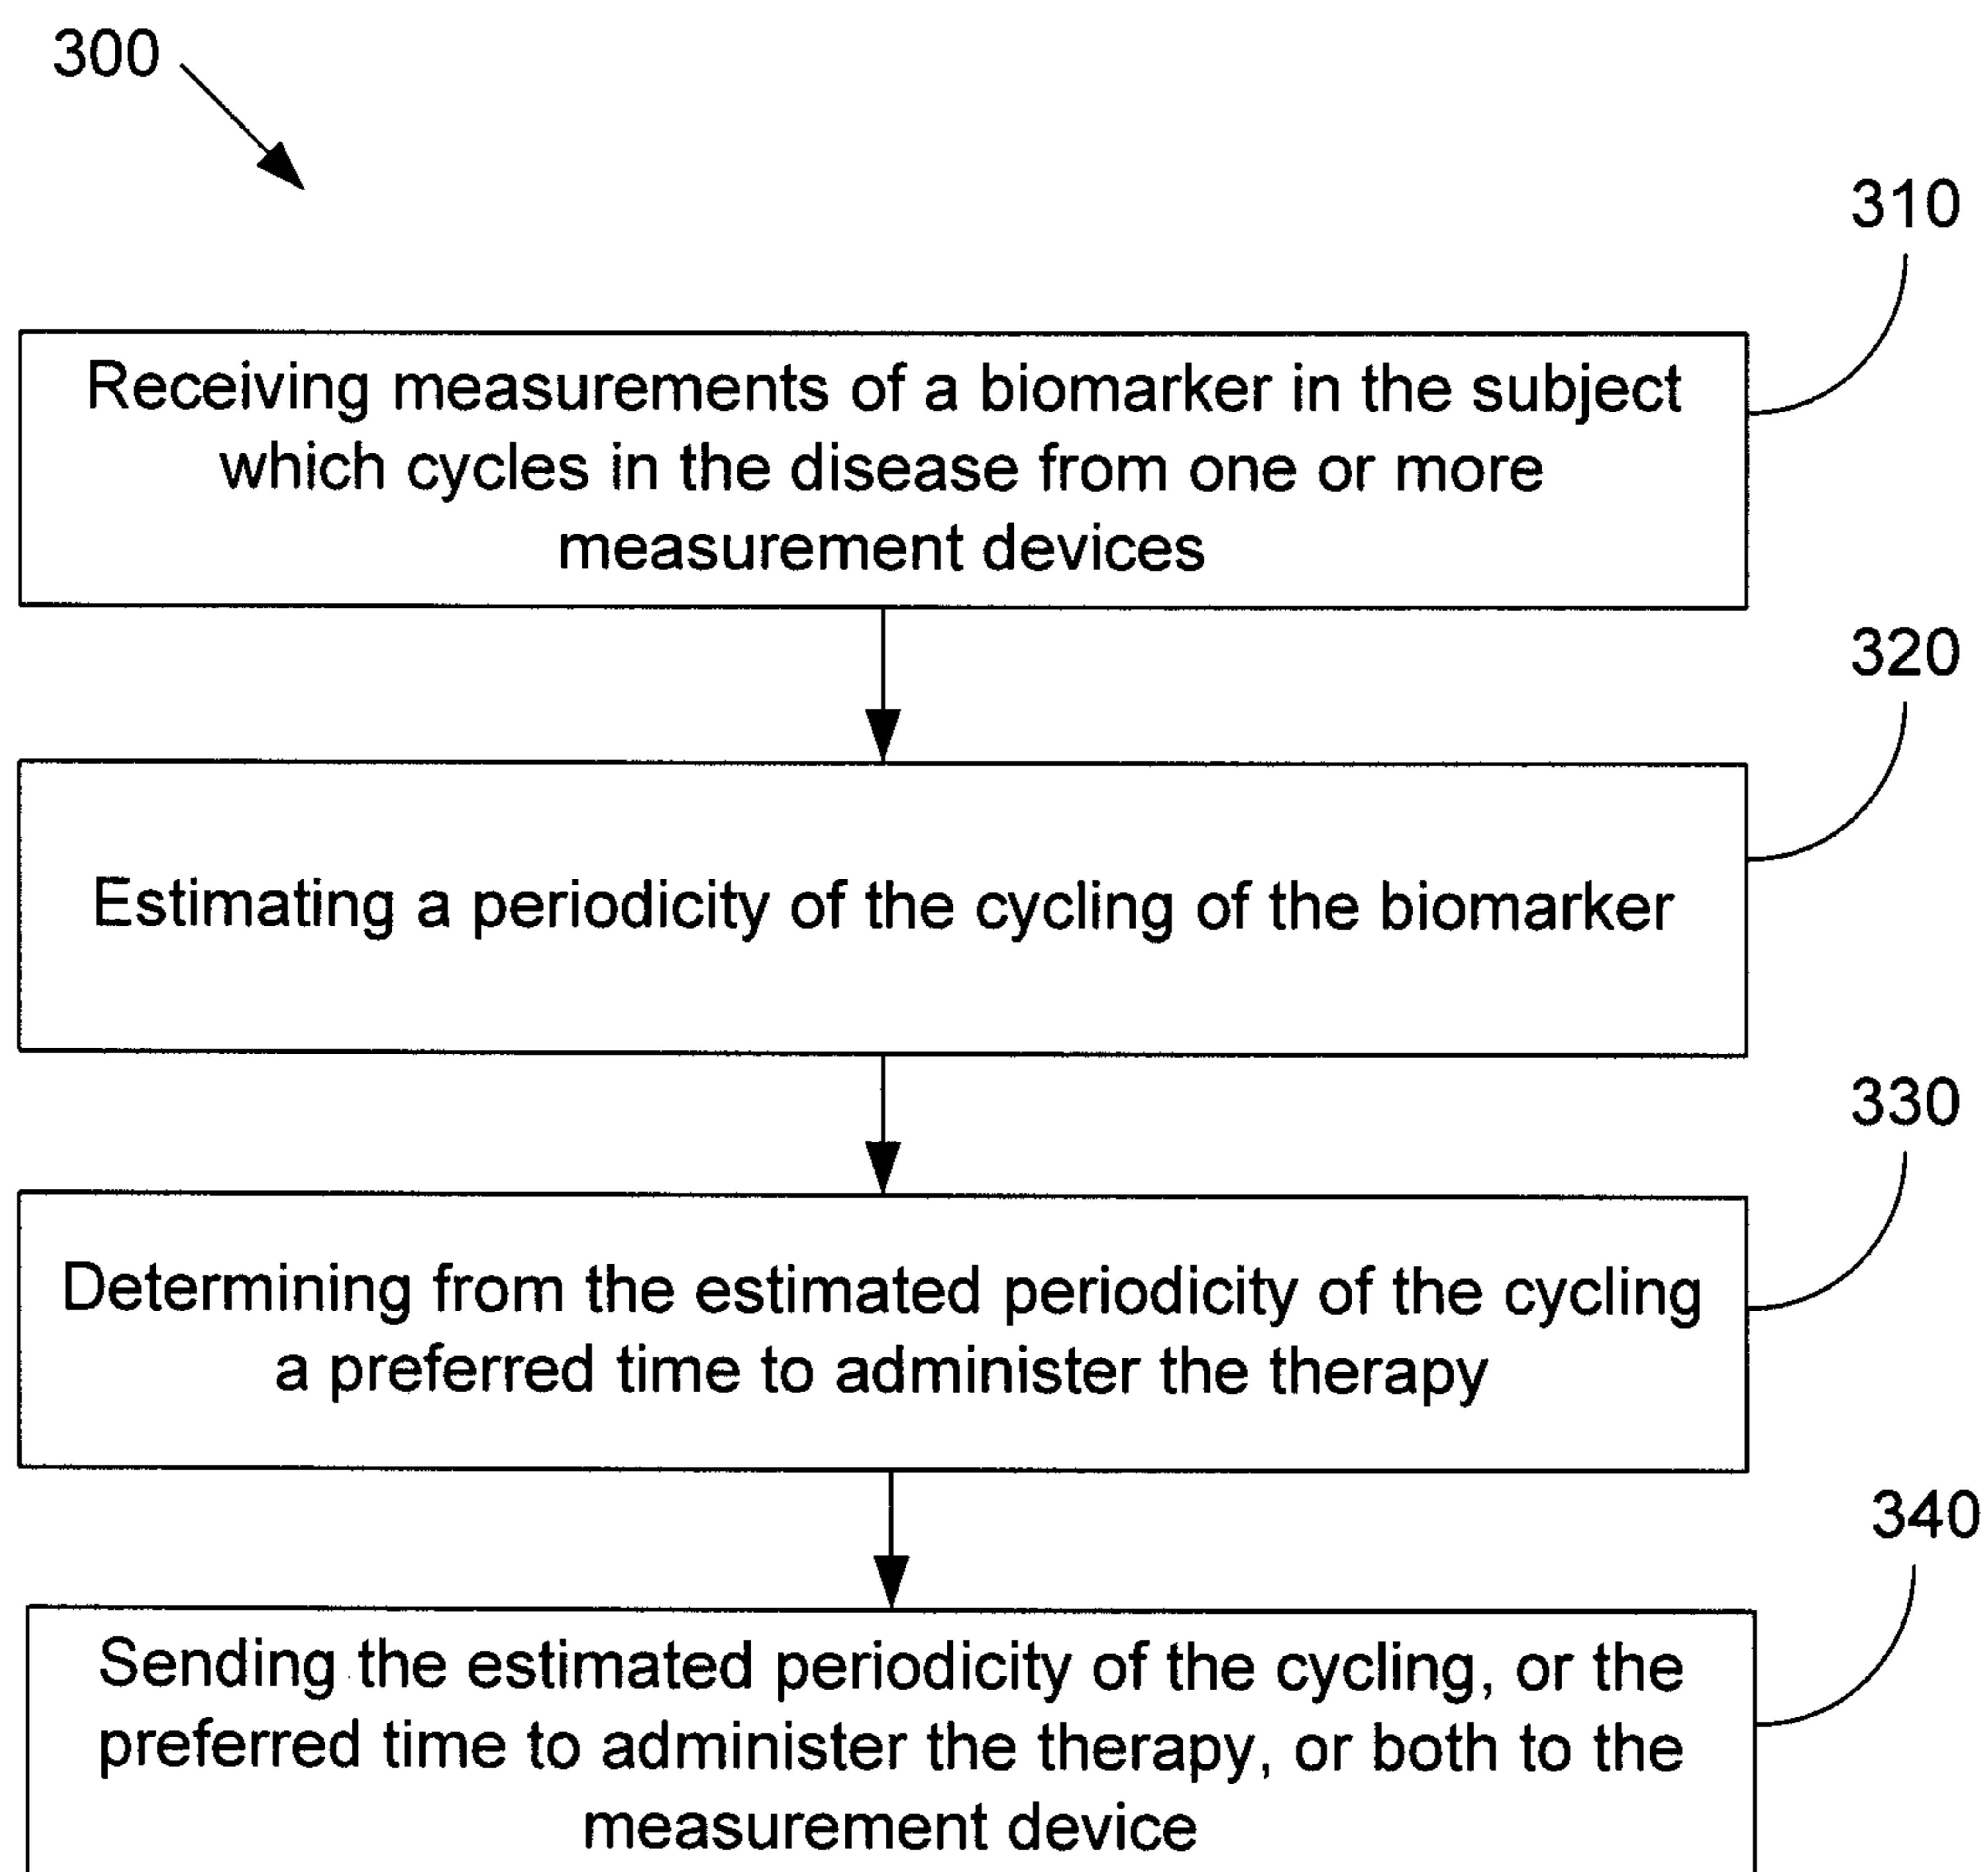 300
310
Receiving measurements of a biomarker in the subject
which cycles in the disease from one or more
measurement devices
320
Estimating a periodicity of the cycling of the biomarker
330
Determining from the estimated periodicity of the cycling
a preferred time to administer the therapy
340
Sending the estimated periodicity of the cycling, or the
preferred time to administer the therapy, or both to the
measurement device